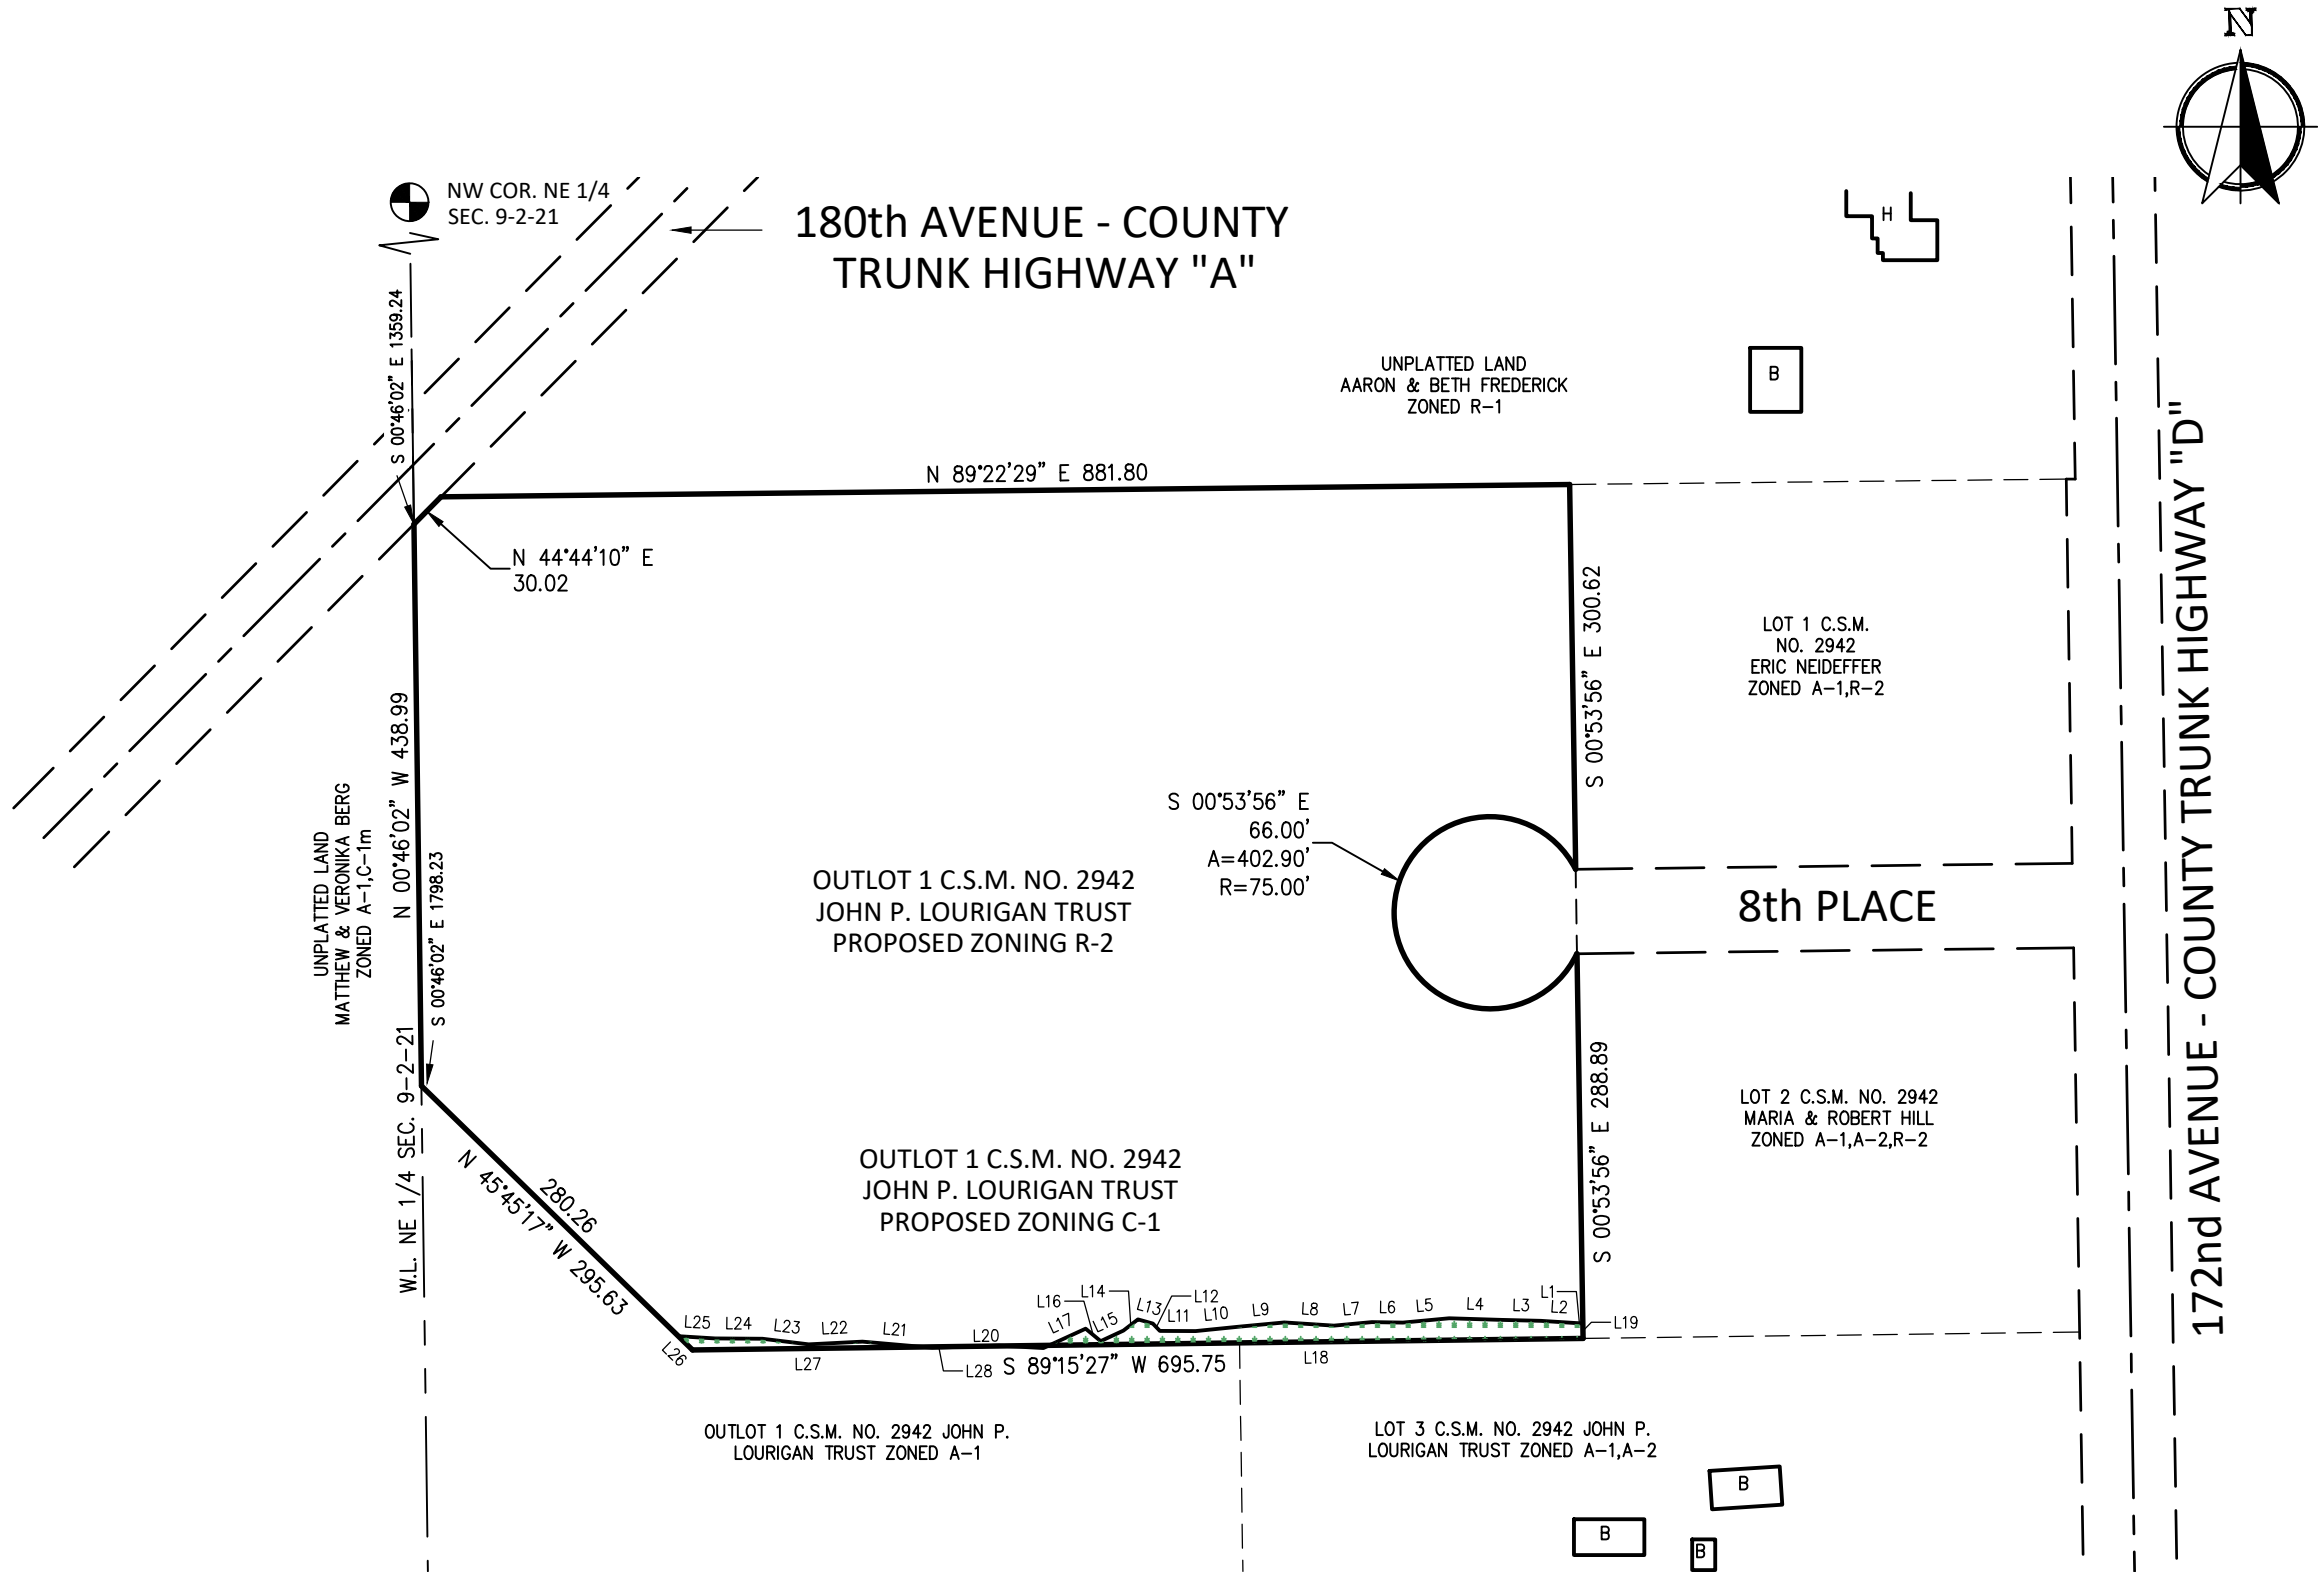 N
NW COR. NE 1/4
SEC. 9-2-21
180th AVENUE - COUNTY
TRUNK HIGHWAY "A"
H
S 00°46'02" E 1359.24
UNPLATTED LAND
AARON & BETH FREDERICK
ZONED R-1
B
N 89°22'29" E 881.80
N 44°44'10" E
30.02
S 00°53'56" E 300.62
LOT 1 C.S.M.
NO. 2942
ERIC NEIDEFFER
ZONED A-1,R-2
172nd AVENUE - COUNTY TRUNK HIGHWAY "D"
N 00°46'02" W 438.99
UNPLATTED LAND
MATTHEW & VERONIKA BERG
ZONED A-1,C-1m
S 00°46'02" E 1798.23
S 00°53'56" E
66.00'
A=402.90'
R=75.00'
OUTLOT 1 C.S.M. NO. 2942
JOHN P. LOURIGAN TRUST
PROPOSED ZONING R-2
8th PLACE
W.L. NE 1/4 SEC. 9-2-21
S 00°53'56" E 288.89
LOT 2 C.S.M. NO. 2942
MARIA & ROBERT HILL
ZONED A-1,A-2,R-2
OUTLOT 1 C.S.M. NO. 2942
JOHN P. LOURIGAN TRUST
PROPOSED ZONING C-1
280.26
N 45°45'17" W 295.63
L25
L24
L23
L22
L21
L20
L17
L16
L15
L14
L13
L12
L11
L10
L9
L8
L7
L6
L5
L4
L3
L2
L1
L19
L26
L27
L28
S 89°15'27" W 695.75
L18
OUTLOT 1 C.S.M. NO. 2942 JOHN P.
LOURIGAN TRUST ZONED A-1
LOT 3 C.S.M. NO. 2942 JOHN P.
LOURIGAN TRUST ZONED A-1,A-2
B
B
B